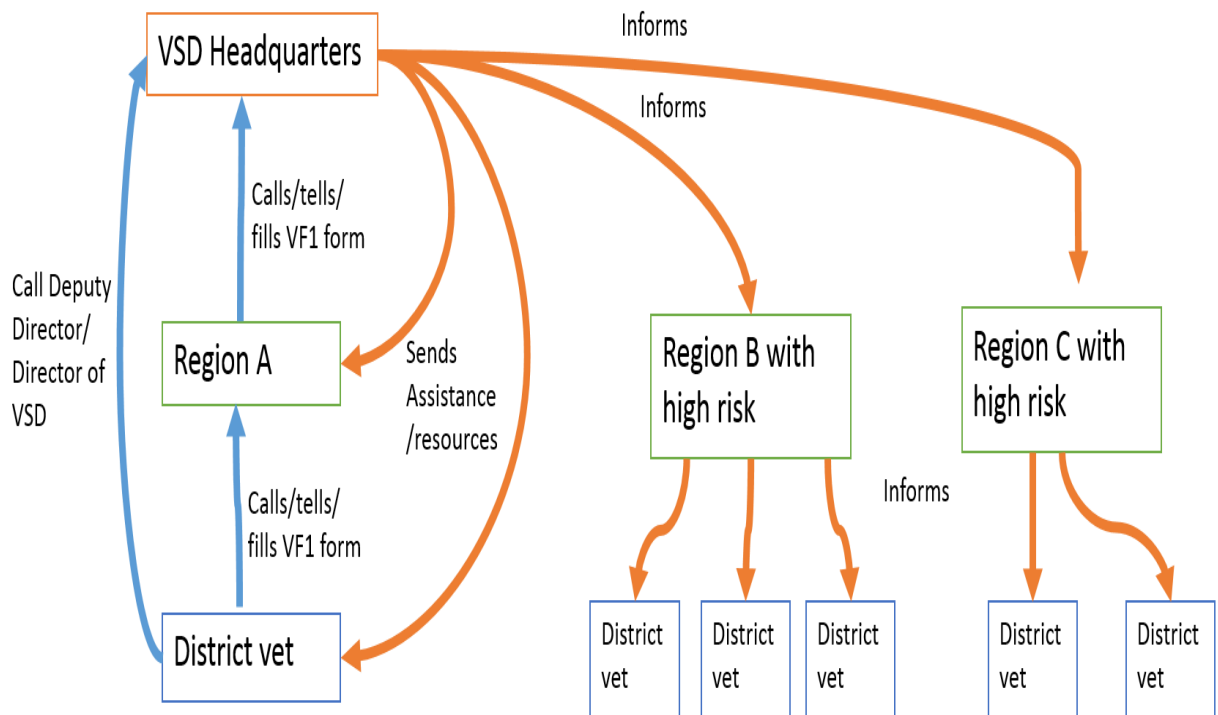 VSD Headquarters
Informs
Informs
Calls/tells/
fills VF1 form
Call Deputy
Director/
Director of
VSD
Region A
Sends
Assistance
/resources
Region B with
high risk
Region C with
high risk
Calls/tells/
fills VF1 form
Informs
District vet
District
vet
District
vet
District
vet
District
vet
District
vet